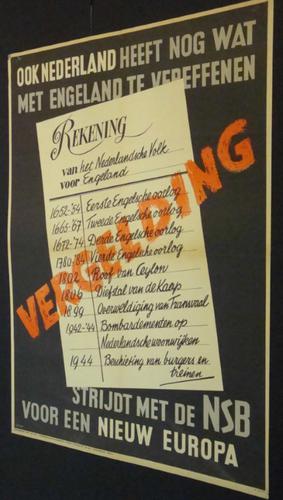 OOK NEDERLAND HEEFT NOG WAT
MET ENGELAND TE VEREFFENEN
REKENING
van het Nederlandsche Volk
voor Engeland
1652-'54 Eerste Engelsche oorlog
1665-'67 Tweede Engelsche oorlog
1672-'74 Derde Engelsche oorlog
1780-'84 Vierde Engelsche oorlog
1802 Roof van Ceylon
1806 Diefstal van de Kaap
1899 Overweldiging van Transvaal
1942-'44 Bombardementen op
Nederlandsche woonwijken
1944 Beschieting van burgers en
treinen
VERGELDING
STRIJDT MET DE NSB
VOOR EEN NIEUW EUROPA